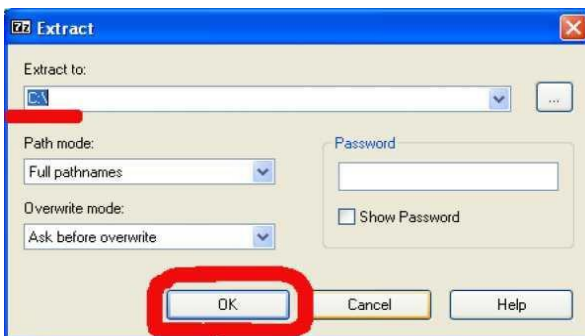 7z Extract
Extract to:
C:\
...
Path mode:
Full pathnames
Password
Overwrite mode:
Ask before overwrite
Show Password
OK
Cancel
Help